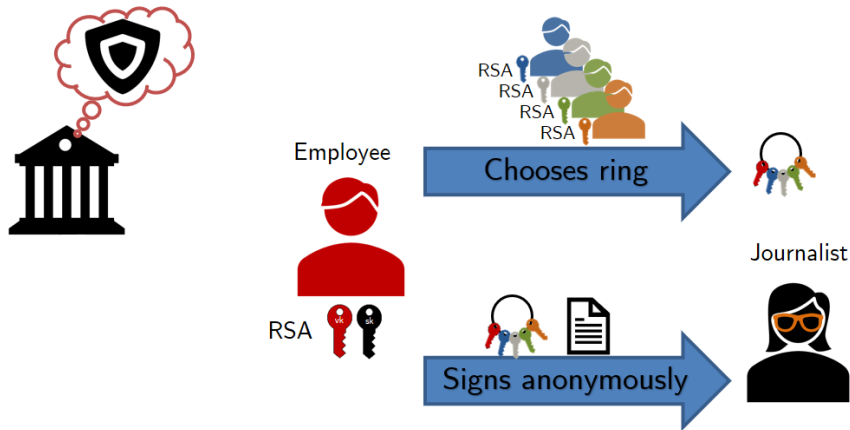 RSA
RSA
RSA
RSA
Employee
Chooses ring
Journalist
RSA
vk
sk
Signs anonymously